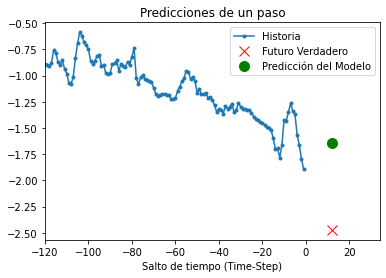 Predicciones de un paso
Historia
Futuro Verdadero
Predicción del Modelo
−0.50
−0.75
−1.00
−1.25
−1.50
−1.75
−2.00
−2.25
−2.50
−120 −100 −80 −60 −40 −20 0 20
Salto de tiempo (Time-Step)